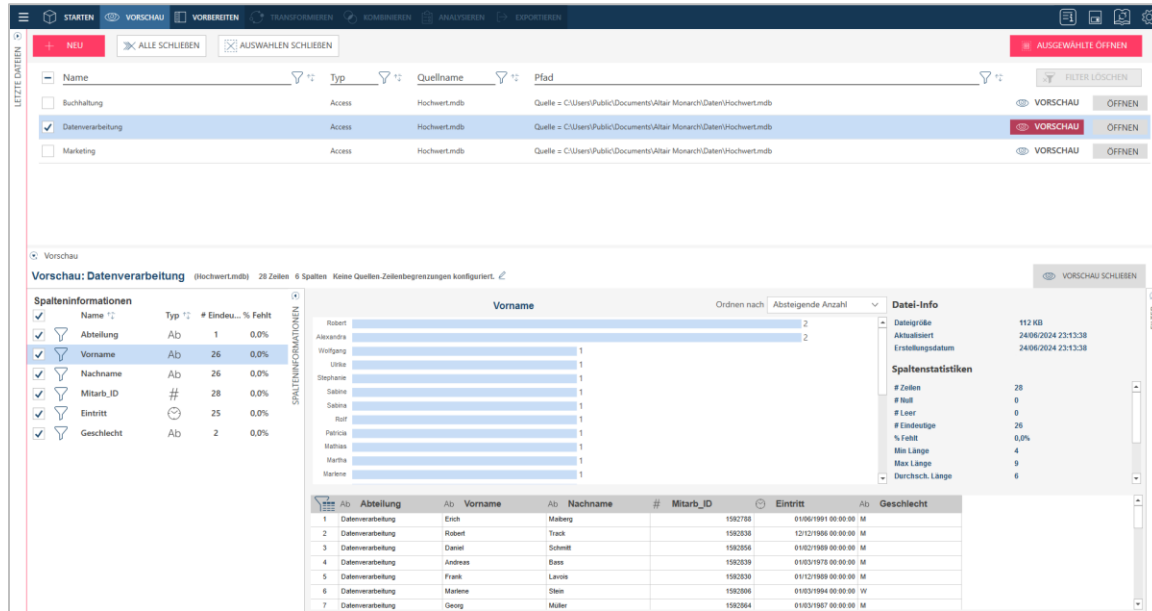 STARTEN VORSCHAU VORBEREITEN TRANSFORMIEREN KOMBINIEREN ANALYSIEREN EXPORTIEREN
LETZTE DATEIEN
NEU ALLE SCHLIEßEN AUSWAHLEN SCHLIEßEN AUSGEWÄHLTE ÖFFNEN
Name Typ Quellname Pfad FILTER LÖSCHEN
Buchhaltung Access Hochwert.mdb Quelle = C:\Users\Public\Documents\Altair Monarch\Daten\Hochwert.mdb VORSCHAU ÖFFNEN
Datenverarbeitung Access Hochwert.mdb Quelle = C:\Users\Public\Documents\Altair Monarch\Daten\Hochwert.mdb VORSCHAU ÖFFNEN
Marketing Access Hochwert.mdb Quelle = C:\Users\Public\Documents\Altair Monarch\Daten\Hochwert.mdb VORSCHAU ÖFFNEN
Vorschau
Vorschau: Datenverarbeitung (Hochwert.mdb) 28 Zeilen 6 Spalten Keine Quellen-Zeilenbegrenzungen konfiguriert. VORSCHAU SCHLIEßEN
Spalteninformationen
Name Typ # Eindeu... % Fehlt
Abteilung Ab 1 0,0%
Vorname Ab 26 0,0%
Nachname Ab 26 0,0%
Mitarb_ID # 28 0,0%
Eintritt 25 0,0%
Geschlecht Ab 2 0,0%
SPALTENINFORMATIONEN
Vorname Ordnen nach Absteigende Anzahl
Robert 2
Alexandra 2
Wolfgang 1
Ulrike 1
Stephanie 1
Sabine 1
Sabina 1
Rolf 1
Patricia 1
Mathias 1
Martha 1
Marlene 1
Datei-Info
Dateigröße 112 KB
Aktualisiert 24/06/2024 23:13:38
Erstellungsdatum 24/06/2024 23:13:38
Spaltenstatistiken
# Zeilen 28
# Null 0
# Leer 0
# Eindeutige 26
% Fehlt 0,0%
Min Länge 4
Max Länge 9
Durchsch. Länge 6
Ab Abteilung Ab Vorname Ab Nachname # Mitarb_ID Eintritt Ab Geschlecht
1 Datenverarbeitung Erich Maiberg 1592788 01/06/1991 00:00:00 M
2 Datenverarbeitung Robert Track 1592838 12/12/1986 00:00:00 M
3 Datenverarbeitung Daniel Schmitt 1592856 01/02/1989 00:00:00 M
4 Datenverarbeitung Andreas Bass 1592839 01/03/1978 00:00:00 M
5 Datenverarbeitung Frank Lavois 1592830 01/12/1989 00:00:00 M
6 Datenverarbeitung Marlene Stein 1592806 01/03/1994 00:00:00 W
7 Datenverarbeitung Georg Müller 1592864 01/03/1987 00:00:00 M